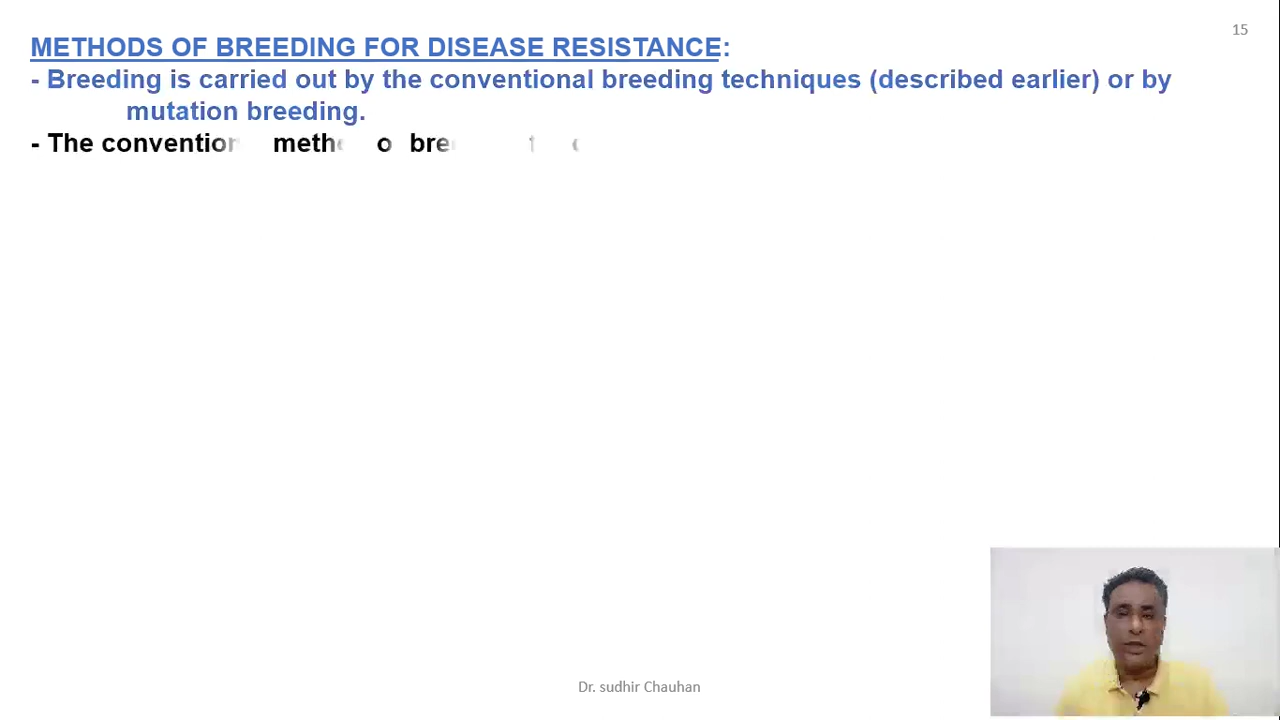 15
METHODS OF BREEDING FOR DISEASE RESISTANCE:
- Breeding is carried out by the conventional breeding techniques (described earlier) or by
mutation breeding.
- The
Dr. sudhir Chauhan